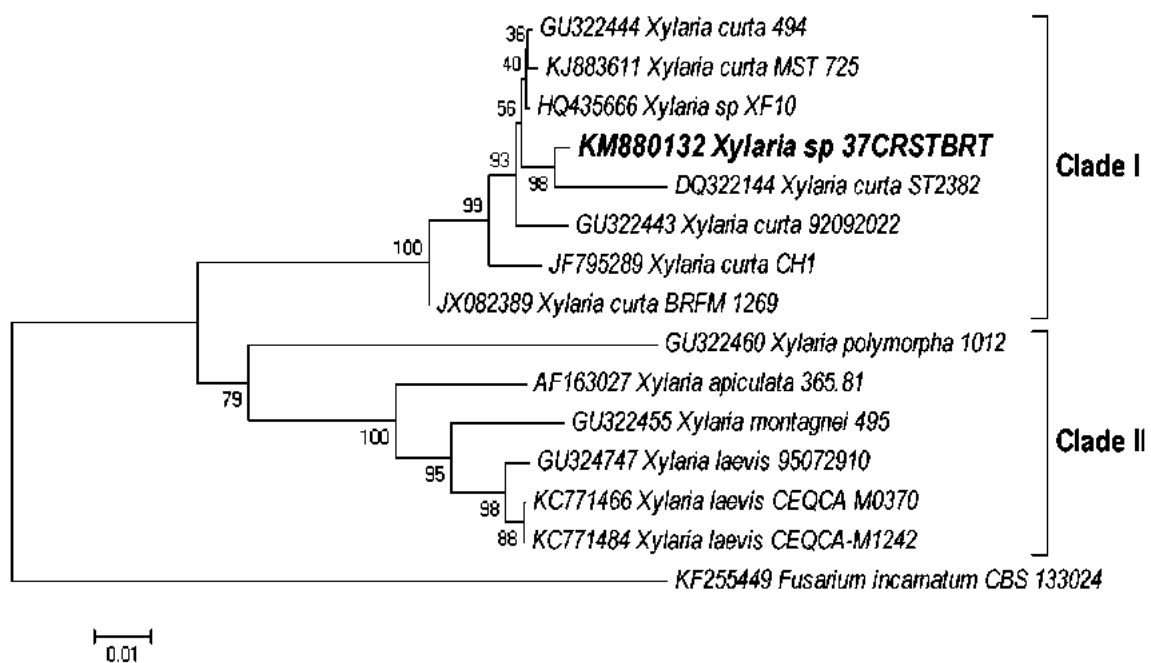 36 GU322444 Xylaria curta 494
40 KJ883611 Xylaria curta MST 725
56 HQ435666 Xylaria sp XF10
KM880132 Xylaria sp 37CRSTBRT
93
98 DQ322144 Xylaria curta ST2382
Clade I
99 GU322443 Xylaria curta 92092022
100 JF795289 Xylaria curta CH1
JX082389 Xylaria curta BRFM 1269
GU322460 Xylaria polymorpha 1012
79 AF163027 Xylaria apiculata 365.81
100 GU322455 Xylaria montagnei 495
Clade II
95 GU324747 Xylaria laevis 95072910
98 KC771466 Xylaria laevis CEQCA M0370
88 KC771484 Xylaria laevis CEQCA-M1242
KF255449 Fusarium incarnatum CBS 133024
0.01